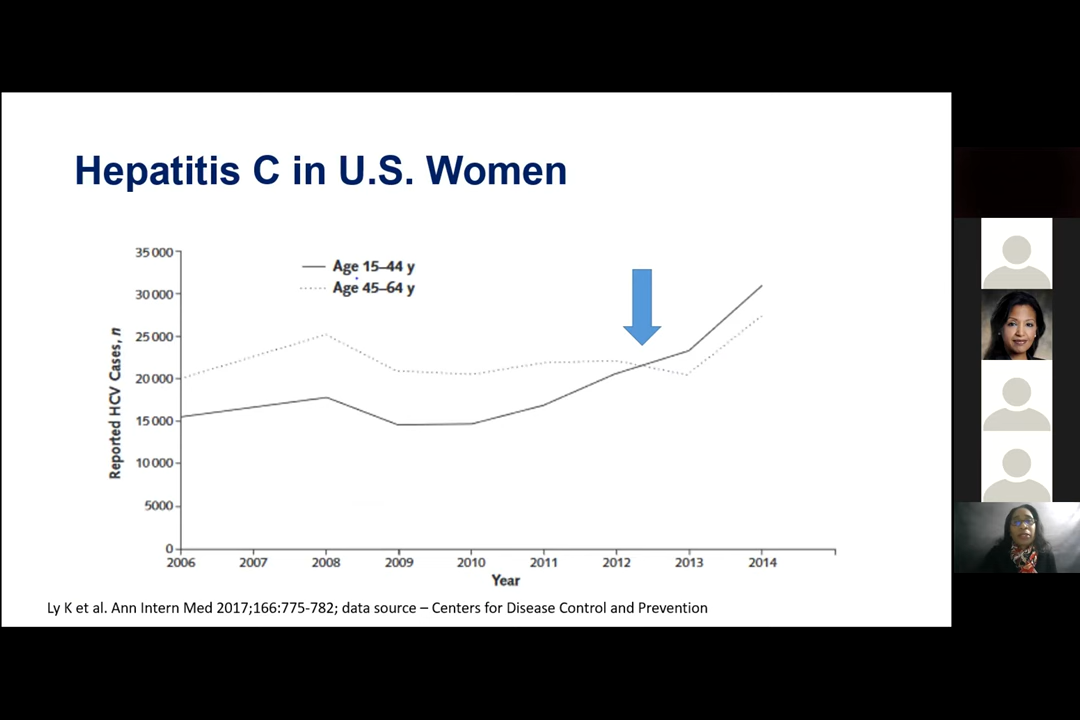 Hepatitis C in U.S. Women
35 000
30 000
25 000
20 000
15 000
10 000
5000
0
Reported HCV Cases, n
Age 15–44 y
Age 45–64 y
2006 2007 2008 2009 2010 2011 2012 2013 2014
Year
Ly K et al. Ann Intern Med 2017;166:775-782; data source – Centers for Disease Control and Prevention